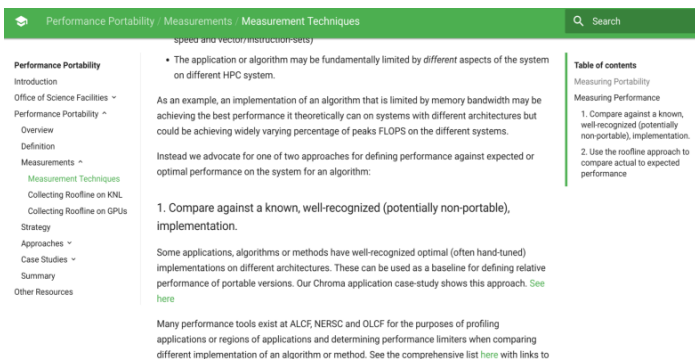 Performance Portability / Measurements / Measurement Techniques
Search
Performance Portability
Introduction
Office of Science Facilities
Performance Portability
Overview
Definition
Measurements
Measurement Techniques
Collecting Roofline on KNL
Collecting Roofline on GPUs
Strategy
Approaches
Case Studies
Summary
Other Resources
speed and vector/instruction-sets)
• The application or algorithm may be fundamentally limited by different aspects of the system
on different HPC system.
As an example, an implementation of an algorithm that is limited by memory bandwidth may be
achieving the best performance it theoretically can on systems with different architectures but
could be achieving widely varying percentage of peaks FLOPS on the different systems.
Instead we advocate for one of two approaches for defining performance against expected or
optimal performance on the system for an algorithm:
1. Compare against a known, well-recognized (potentially non-portable),
implementation.
Some applications, algorithms or methods have well-recognized optimal (often hand-tuned)
implementations on different architectures. These can be used as a baseline for defining relative
performance of portable versions. Our Chroma application case-study shows this approach. See
here
Many performance tools exist at ALCF, NERSC and OLCF for the purposes of profiling
applications or regions of applications and determining performance limiters when comparing
different implementation of an algorithm or method. See the comprehensive list here with links to
Table of contents
Measuring Portability
Measuring Performance
1. Compare against a known,
well-recognized (potentially
non-portable), implementation.
2. Use the roofline approach to
compare actual to expected
performance